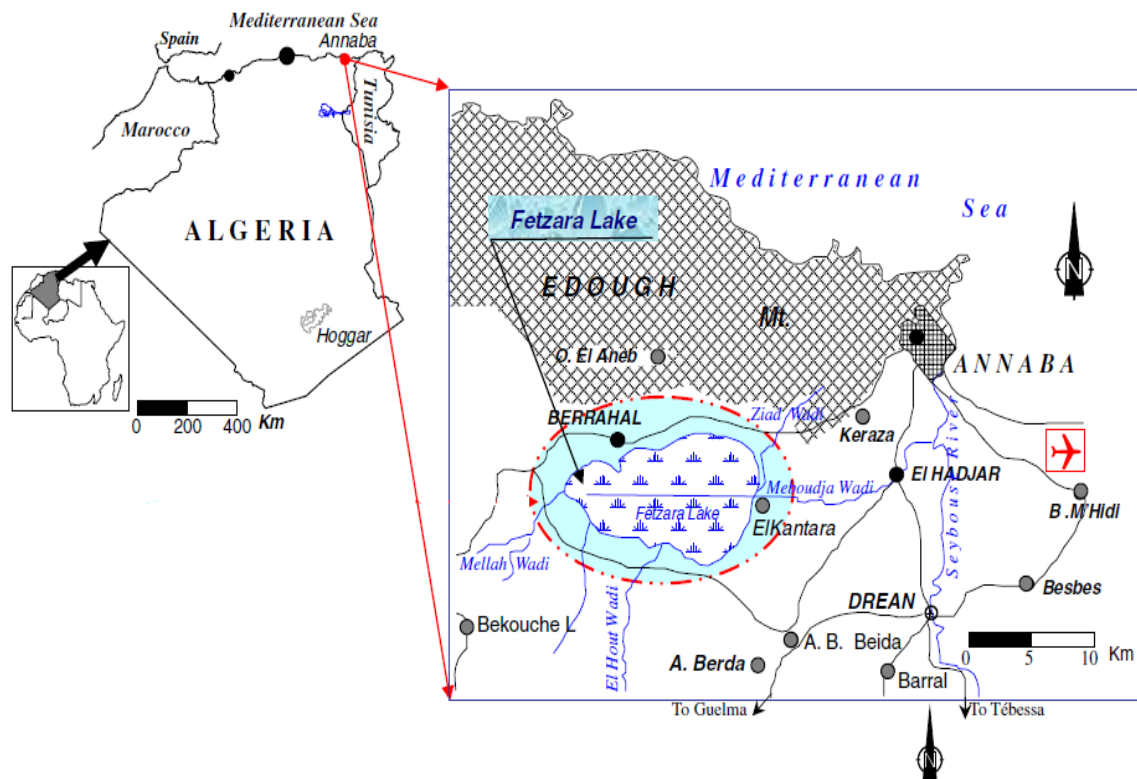 Mediterranean Sea
Spain
Annaba
Tunisia
Marocco
ALGERIA
Hoggar
0 200 400 Km
Mediterranean
Sea
Fetzara Lake
N
EDOUGH
Mt.
O. El Aneb
ANNABA
BERRAHAL
Ziad Wadi
Keraza
El HADJAR
Meboudja Wadi
Fetzara Lake
ElKantara
B .M'Hidi
Seybouse River
Mellah Wadi
Besbes
DREAN
El Hout Wadi
Bekouche L
A. B. Beida
A. Berda
Barral
0 5 10 Km
To Guelma
To Tébessa
N